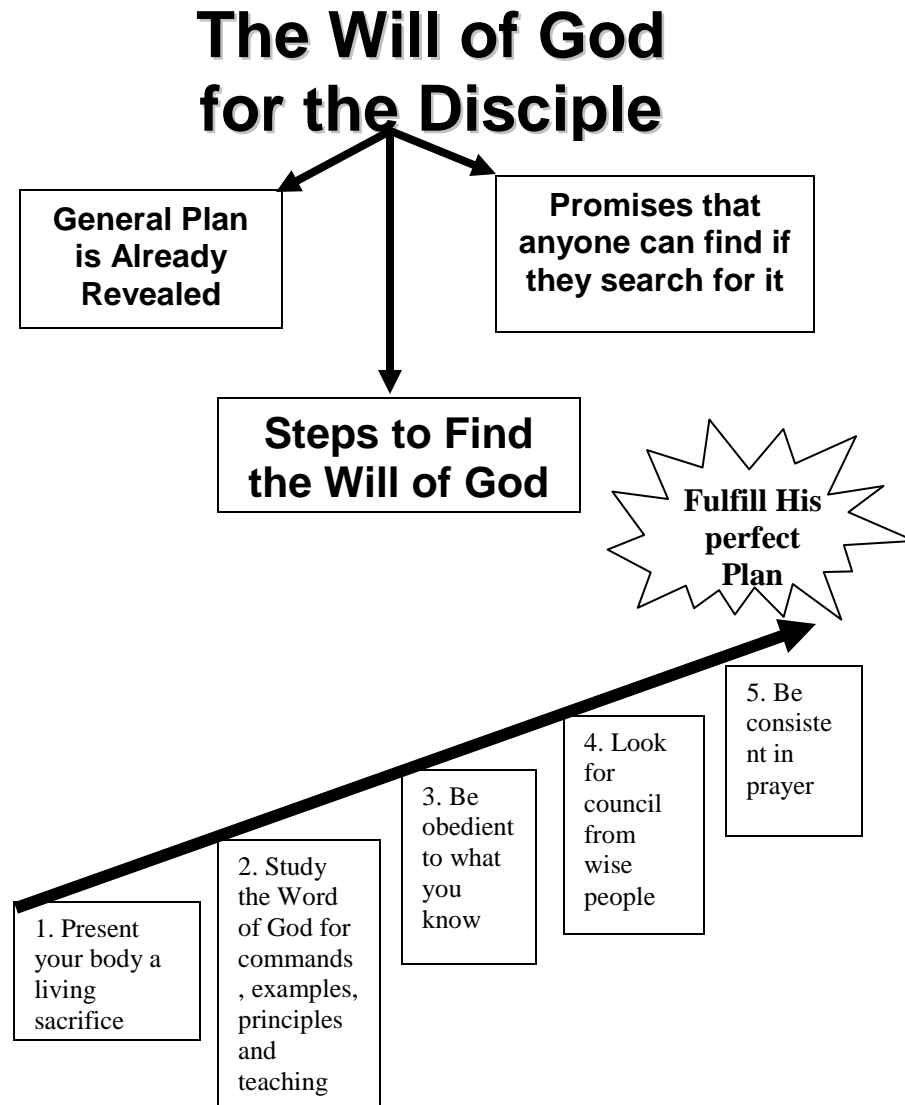 The Will of God
for the Disciple
General Plan
is Already
Revealed
Promises that
anyone can find if
they search for it
Steps to Find
the Will of God
Fulfill His
perfect
Plan
1. Present
your body a
living
sacrifice
2. Study
the Word
of God for
commands
, examples,
principles
and
teaching
3. Be
obedient
to what
you
know
4. Look
for
council
from
wise
people
5. Be
consiste
nt in
prayer